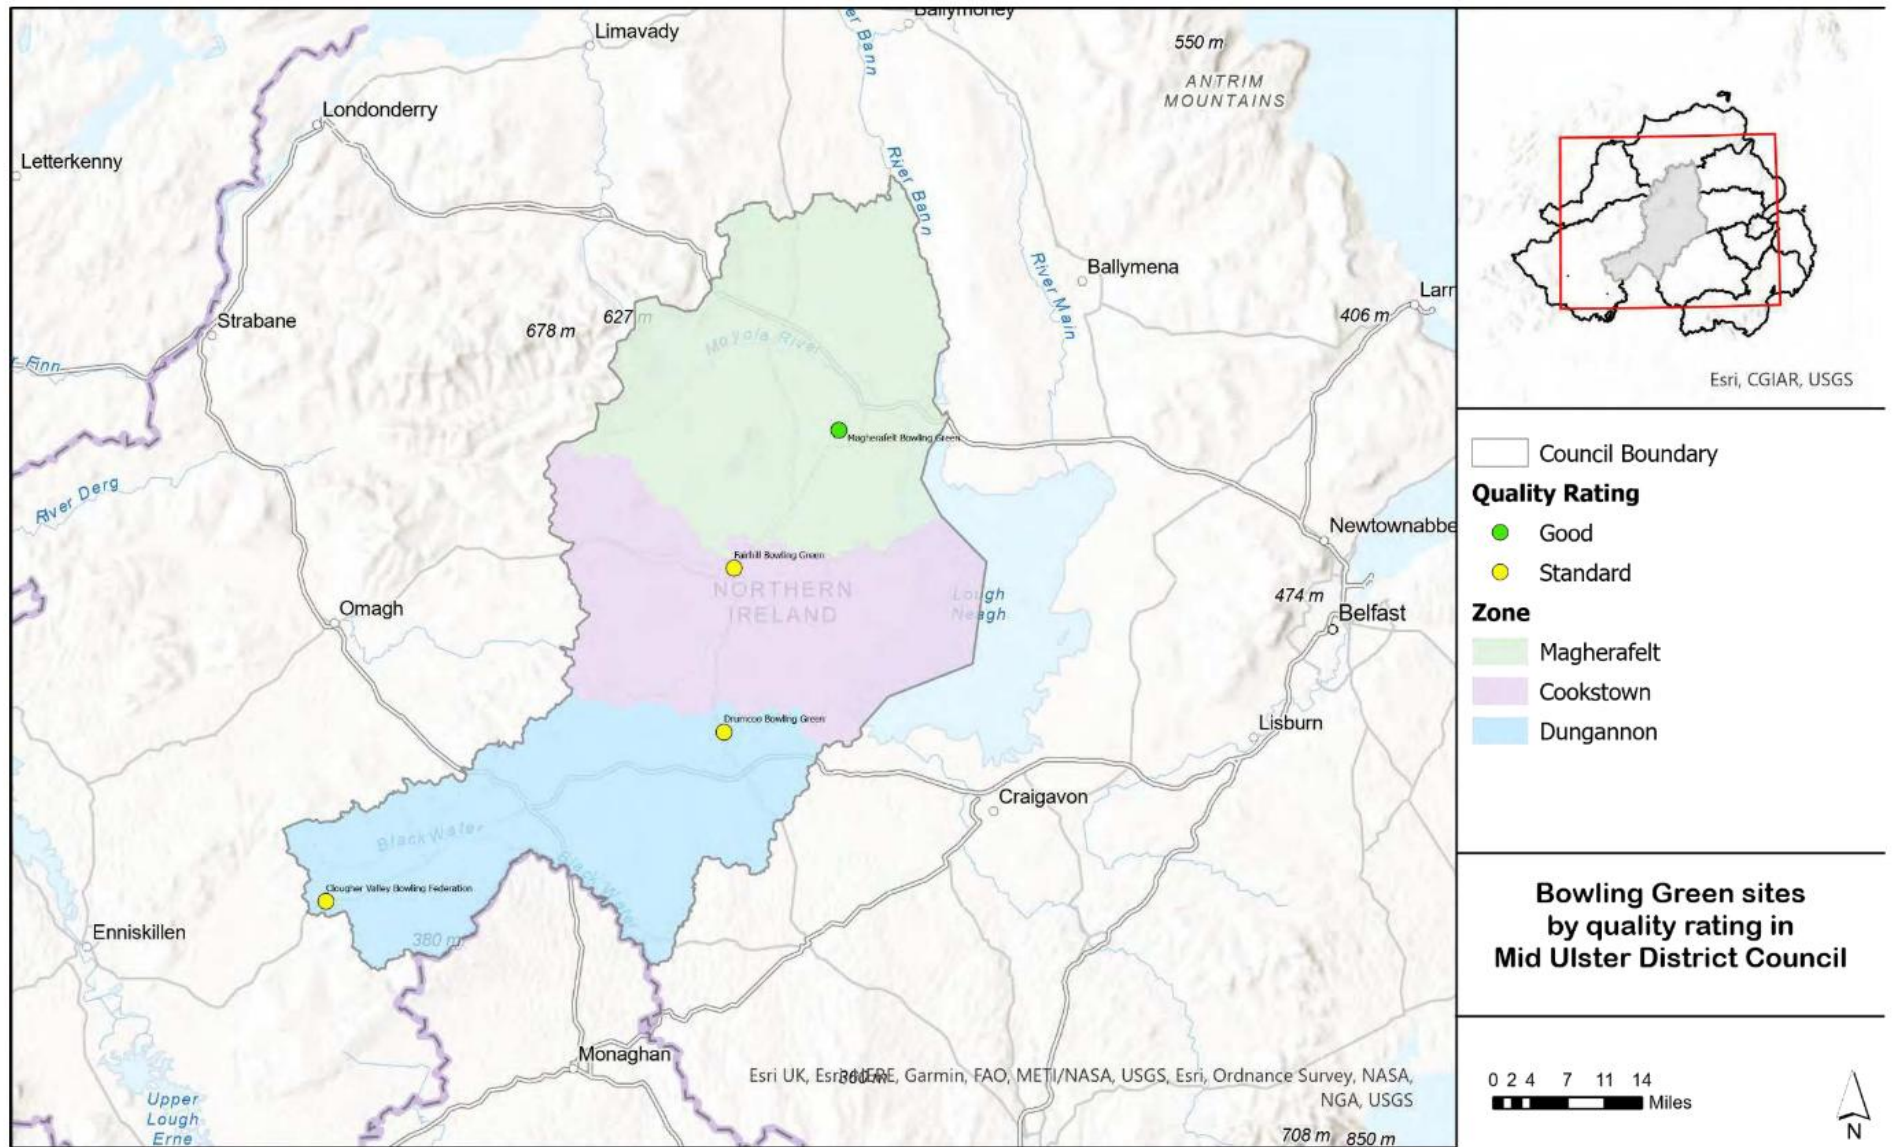 Limavady
er Bann
Ballymoney
550 m
ANTRIM
MOUNTAINS
Londonderry
Letterkenny
River Bann
Ballymena
River Main
Larr
406 m
Strabane
678 m
627 m
r Finn
Moyola River
Magherafelt Bowling Green
River Derg
Newtownabbe
Fairhill Bowling Green
NORTHERN
IRELAND
Lough
Neagh
474 m
Belfast
Omagh
Drumcoo Bowling Green
Lisburn
Craigavon
BlackWater
Black Water
Clougher Valley Bowling Federation
Enniskillen
380 m
Monaghan
Upper
Lough
Erne
360 m
Esri UK, Esri, HERE, Garmin, FAO, METI/NASA, USGS, Esri, Ordnance Survey, NASA,
NGA, USGS
708 m
850 m
Esri, CGIAR, USGS
Council Boundary
Quality Rating
Good
Standard
Zone
Magherafelt
Cookstown
Dungannon
Bowling Green sites
by quality rating in
Mid Ulster District Council
0 2 4 7 11 14
Miles
N